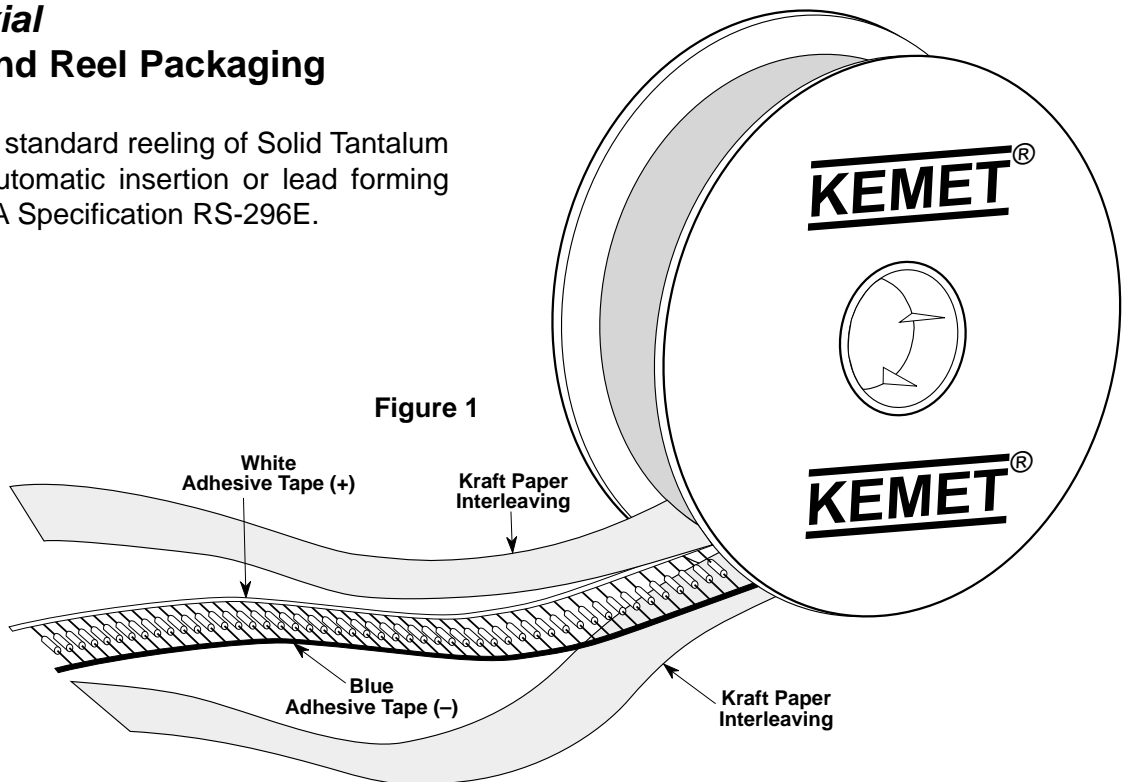 xial
nd Reel Packaging
standard reeling of Solid Tantalum
utomatic insertion or lead forming
A Specification RS-296E.
KEMET®
Figure 1
White
Adhesive Tape (+)
Kraft Paper
Interleaving
KEMET®
Blue
Adhesive Tape (–)
Kraft Paper
Interleaving